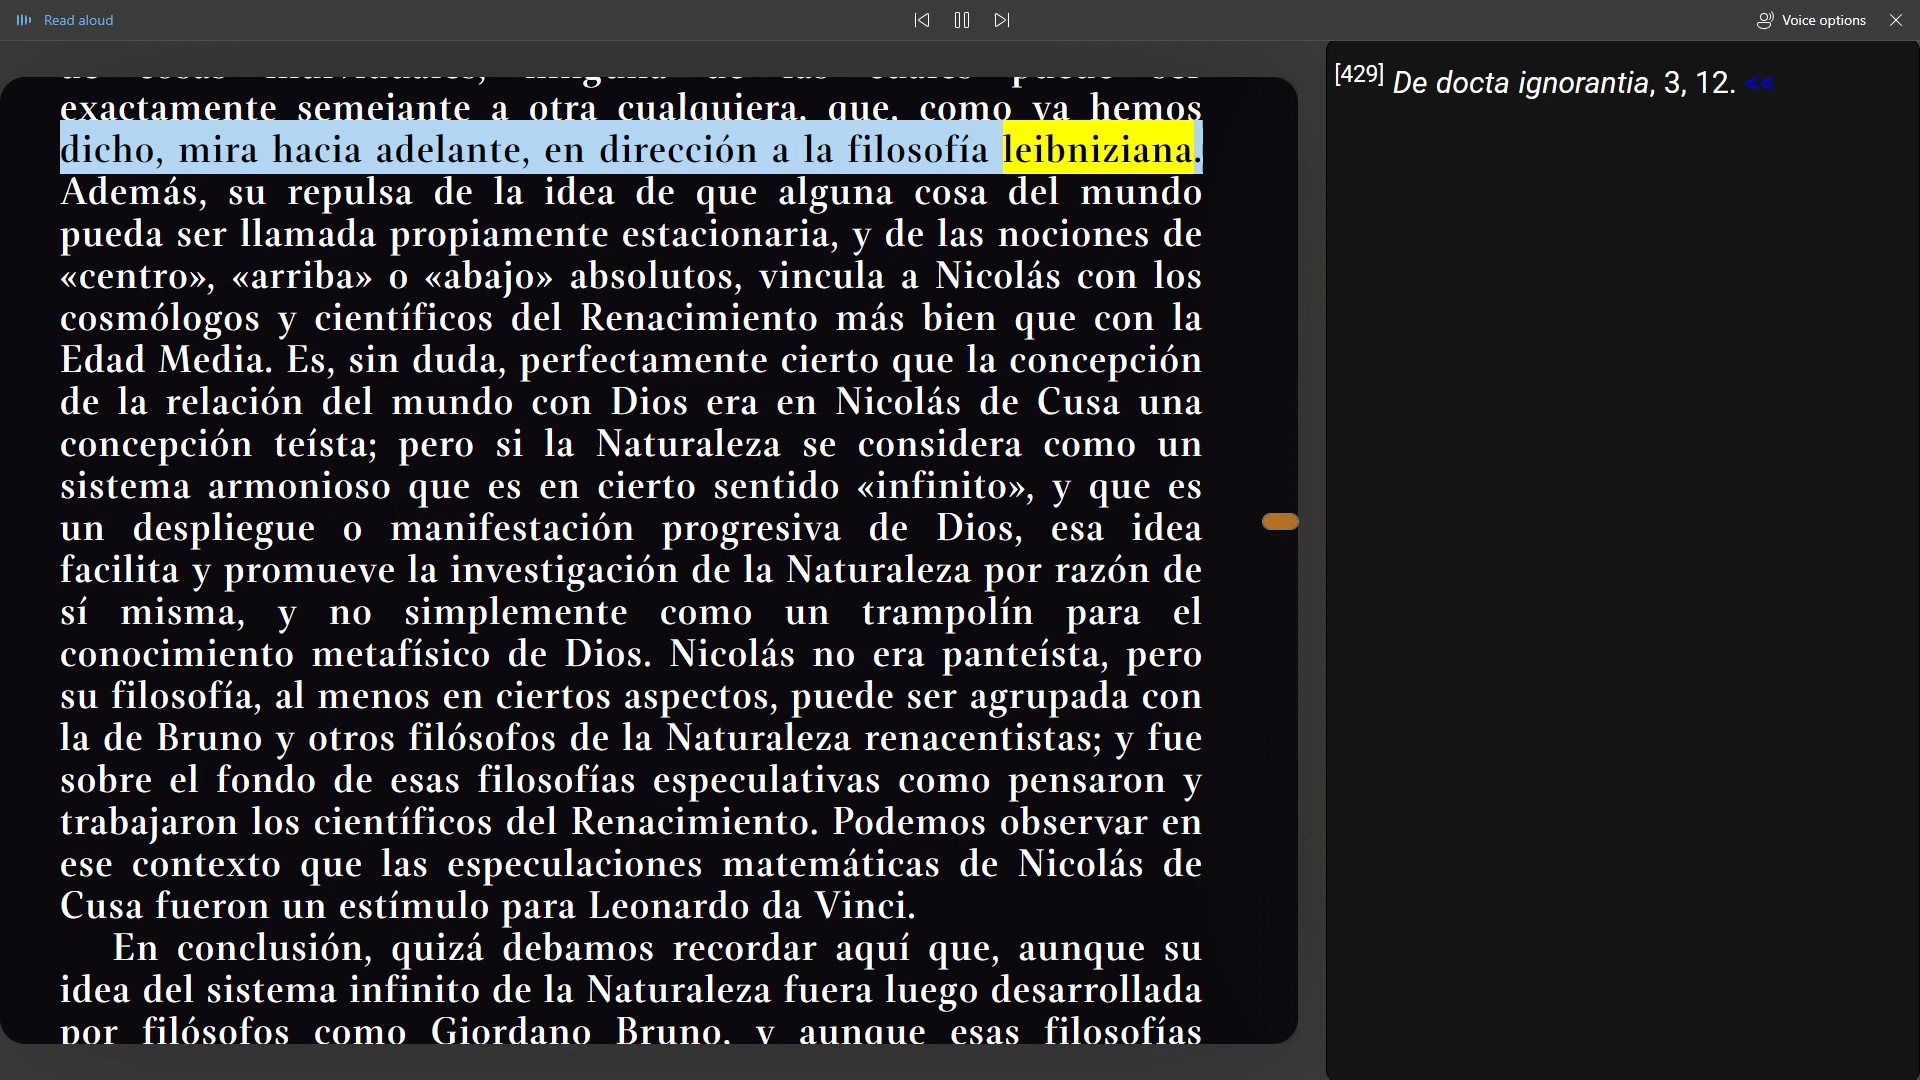 Read aloud
Voice options
de cosas individuales, ninguna de las cuales puede ser
exactamente semejante a otra cualquiera, que, como ya hemos
dicho, mira hacia adelante, en dirección a la filosofía leibniziana.
Además, su repulsa de la idea de que alguna cosa del mundo
pueda ser llamada propiamente estacionaria, y de las nociones de
«centro», «arriba» o «abajo» absolutos, vincula a Nicolás con los
cosmólogos y científicos del Renacimiento más bien que con la
Edad Media. Es, sin duda, perfectamente cierto que la concepción
de la relación del mundo con Dios era en Nicolás de Cusa una
concepción teísta; pero si la Naturaleza se considera como un
sistema armonioso que es en cierto sentido «infinito», y que es
un despliegue o manifestación progresiva de Dios, esa idea
facilita y promueve la investigación de la Naturaleza por razón de
sí misma, y no simplemente como un trampolín para el
conocimiento metafísico de Dios. Nicolás no era panteísta, pero
su filosofía, al menos en ciertos aspectos, puede ser agrupada con
la de Bruno y otros filósofos de la Naturaleza renacentistas; y fue
sobre el fondo de esas filosofías especulativas como pensaron y
trabajaron los científicos del Renacimiento. Podemos observar en
ese contexto que las especulaciones matemáticas de Nicolás de
Cusa fueron un estímulo para Leonardo da Vinci.
En conclusión, quizá debamos recordar aquí que, aunque su
idea del sistema infinito de la Naturaleza fuera luego desarrollada
por filósofos como Giordano Bruno, y aunque esas filosofías
[429] De docta ignorantia, 3, 12. <<